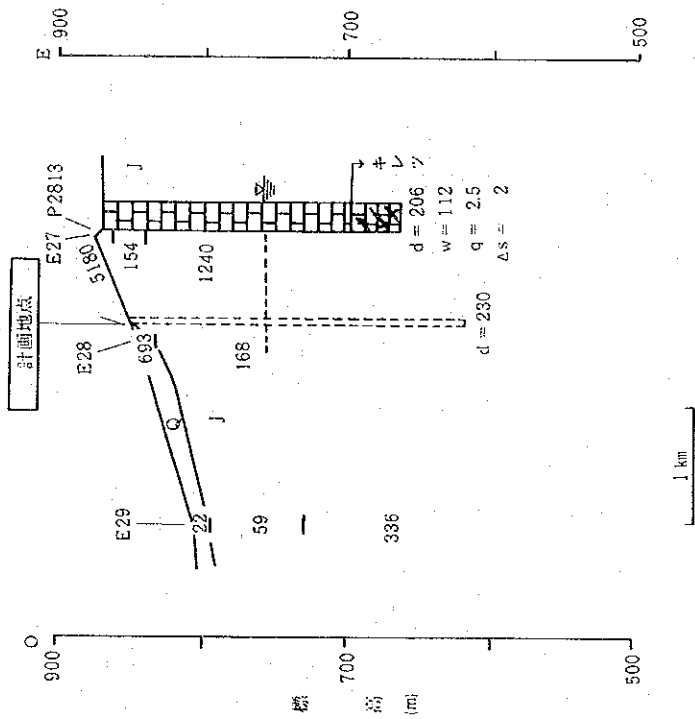 計画地点
O
E
900
900
E29
E28
E27 P2813
5180
22
693
154
Q
J
J
59
168
1240
700
700
336
キレツ
d = 206
w = 112
q = 2.5
Δs = 2
d = 230
500
500
標高 (m)
1 km